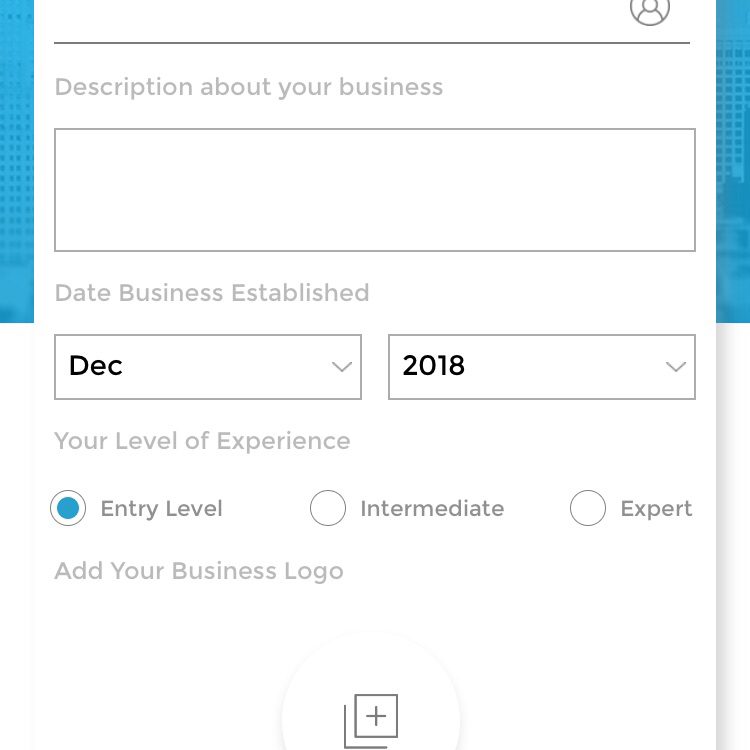 Description about your business
Date Business Established
Dec
2018
Your Level of Experience
Entry Level
Intermediate
Expert
Add Your Business Logo